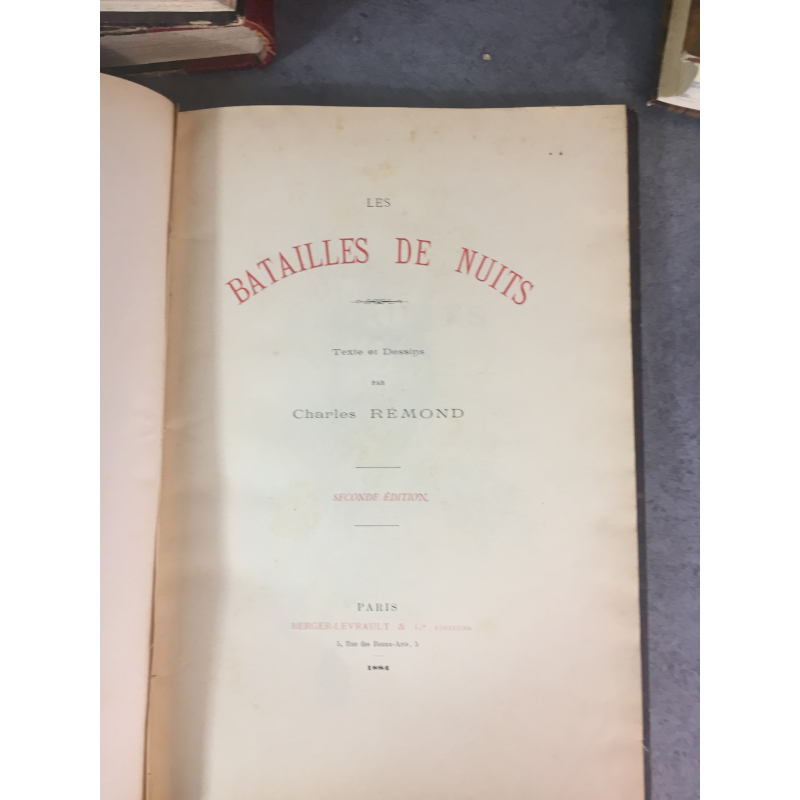 LES
BATAILLES DE NUITS
Texte et Dessins
PAR
Charles RÉMOND
SECONDE ÉDITION,
PARIS
BERGER-LEVRAULT & Cie
5, Rue des Beaux-Arts, 5
1884